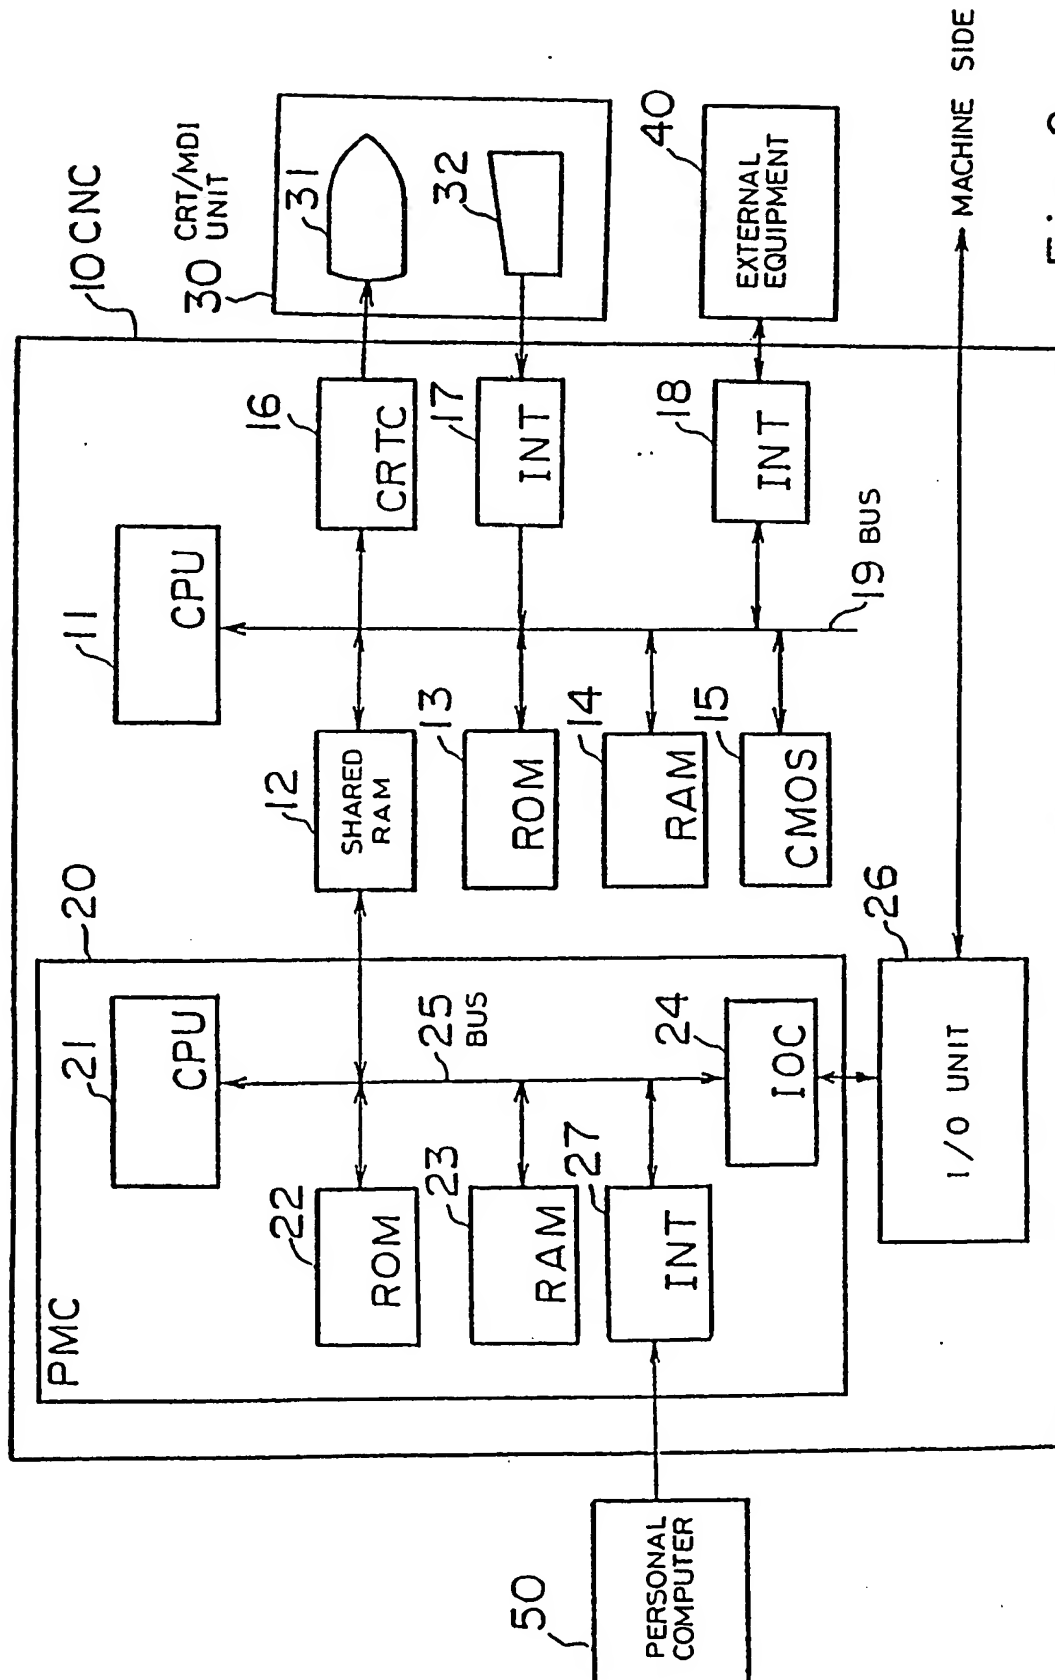 PMC
20
10 CNC
21
CPU
11
CPU
30 CRT/MDI
UNIT
22
ROM
12
SHARED
RAM
16
CRTC
31
25
BUS
23
RAM
13
ROM
17
INT
32
50
PERSONAL
COMPUTER
27
INT
24
IOC
14
RAM
15
CMOS
18
INT
40
EXTERNAL
EQUIPMENT
19 BUS
26
I/O UNIT
MACHINE SIDE